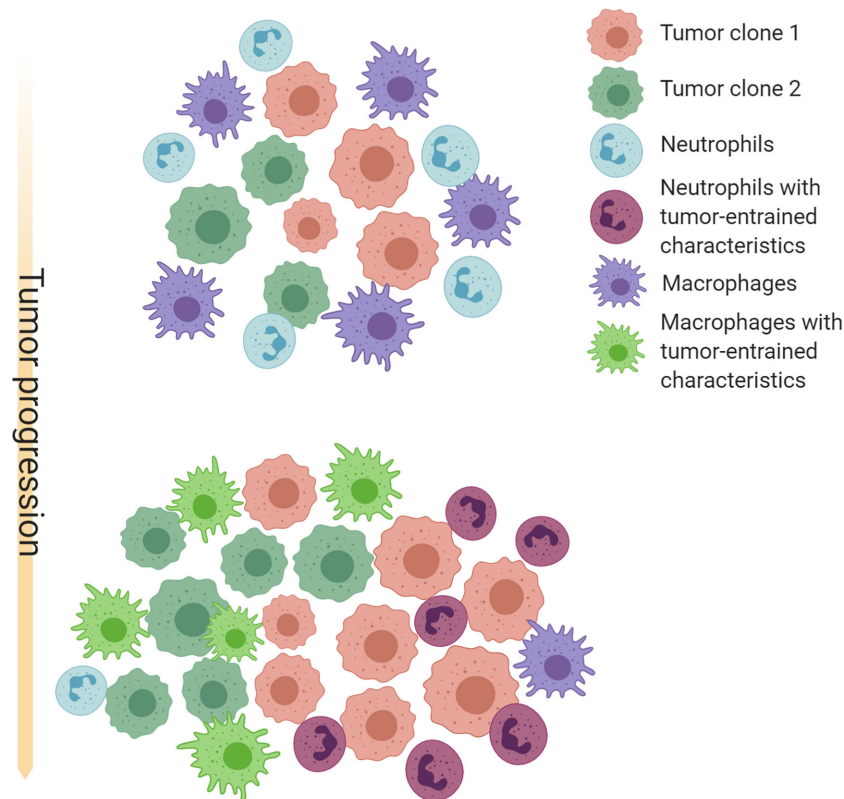 Tumor progression
Tumor clone 1
Tumor clone 2
Neutrophils
Neutrophils with
tumor-entrained
characteristics
Macrophages
Macrophages with
tumor-entrained
characteristics